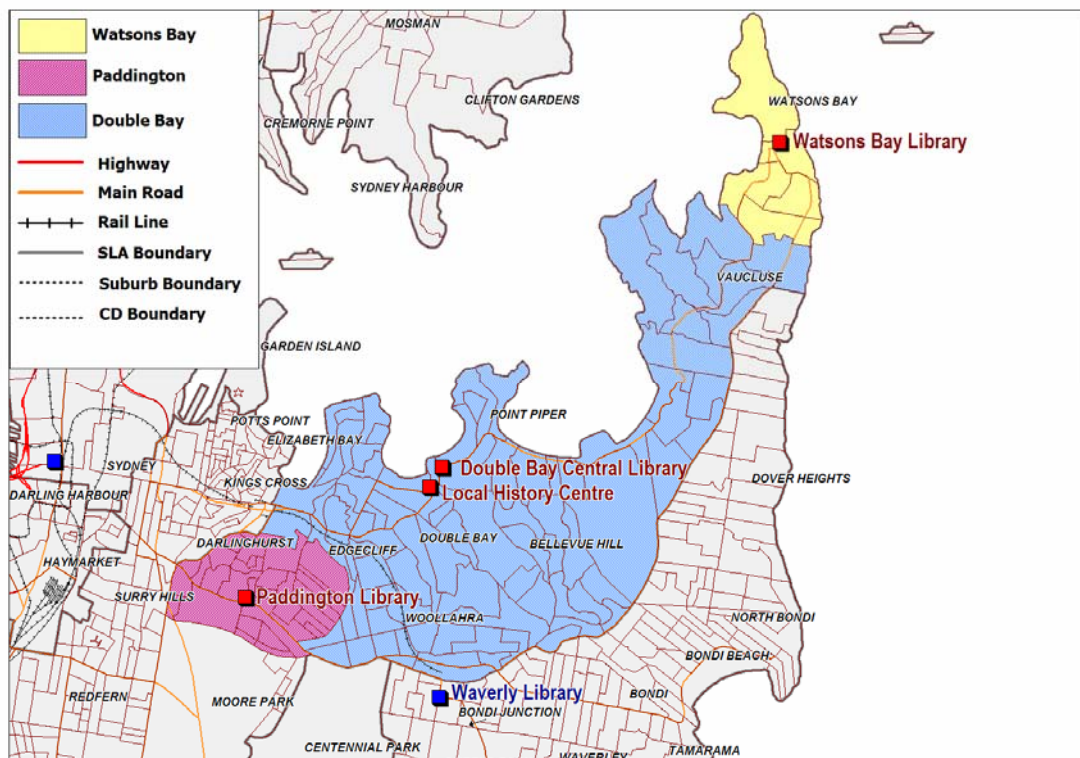 Watsons Bay
Paddington
Double Bay
Highway
Main Road
Rail Line
SLA Boundary
Suburb Boundary
CD Boundary
MOSMAN
CLIFTON GARDENS
CREMORNE POINT
SYDNEY HARBOUR
WATSONS BAY
Watsons Bay Library
VAUCLUSE
GARDEN ISLAND
POTTS POINT
ELIZABETH BAY
POINT PIPER
SYDNEY
KINGS CROSS
Double Bay Central Library
Local History Centre
DARLING HARBOUR
DOVER HEIGHTS
DARLINGHURST
EDGECLIFF
DOUBLE BAY
BELLEVUE HILL
HAYMARKET
SURRY HILLS
Paddington Library
WOOLLAHRA
NORTH BONDI
BONDI BEACH
REDFERN
MOORE PARK
Waverly Library
BONDI
BONDI JUNCTION
CENTENNIAL PARK
WAVERLEY
TAMARAMA